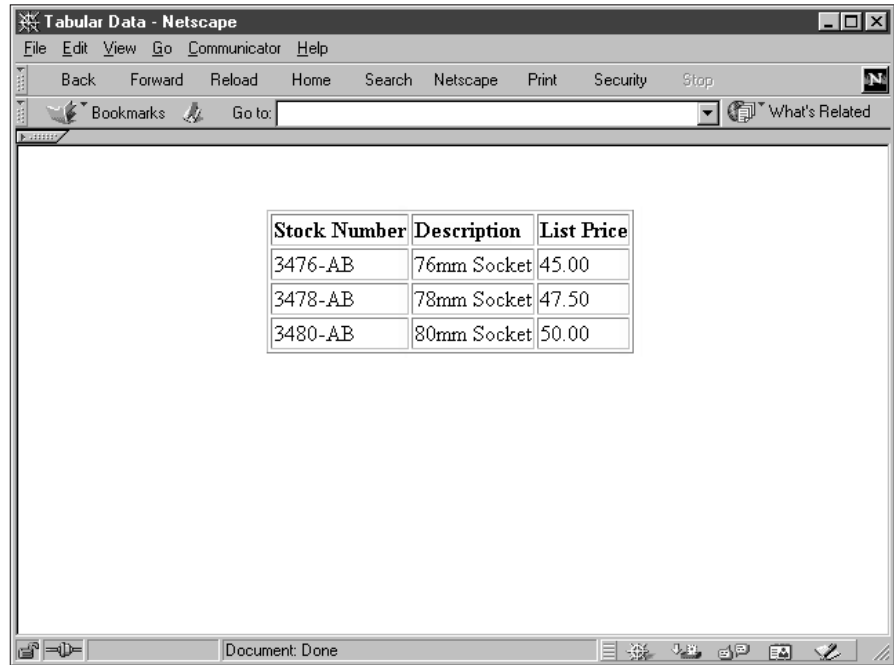 Tabular Data - Netscape
File Edit View Go Communicator Help
Back Forward Reload Home Search Netscape Print Security Stop N
Bookmarks Go to: What's Related
Stock Number Description List Price
3476-AB 76mm Socket 45.00
3478-AB 78mm Socket 47.50
3480-AB 80mm Socket 50.00
Document: Done